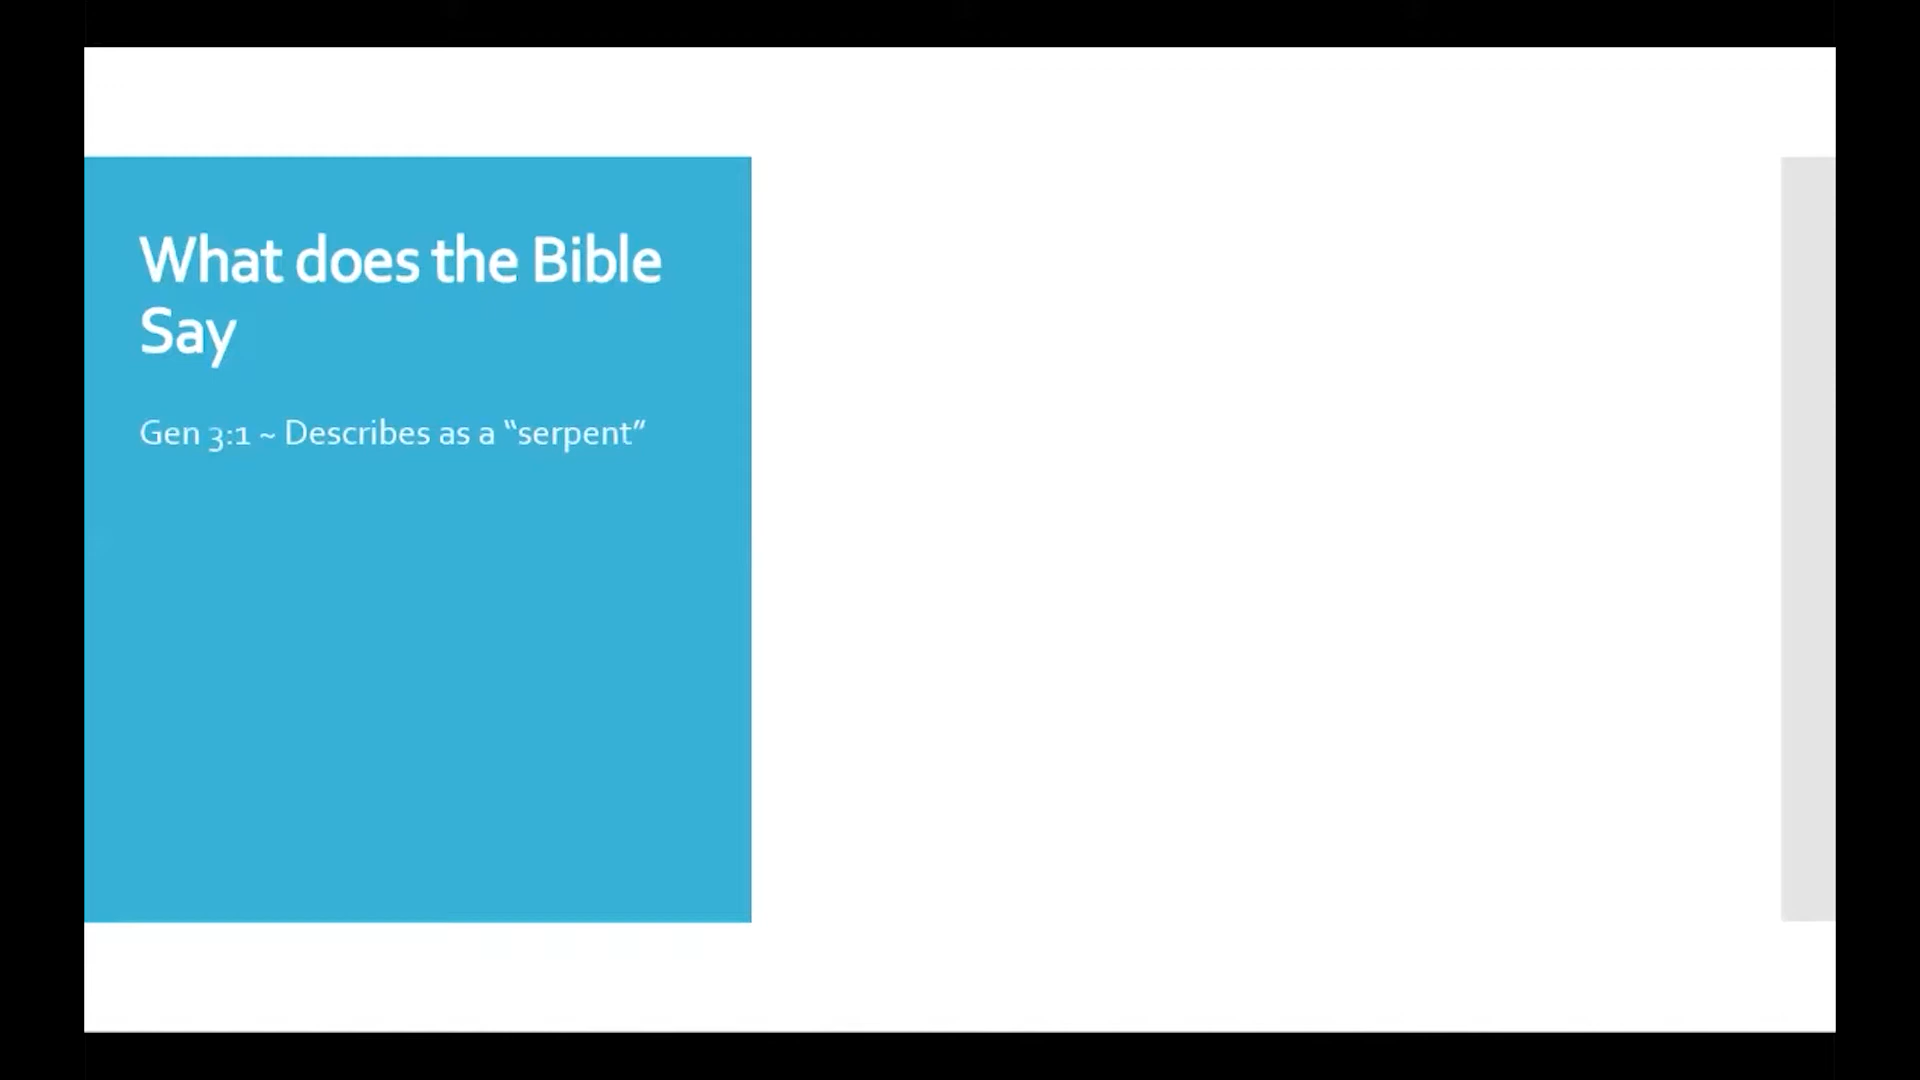 What does the Bible
Say
Gen 3:1 ~ Describes as a “serpent”